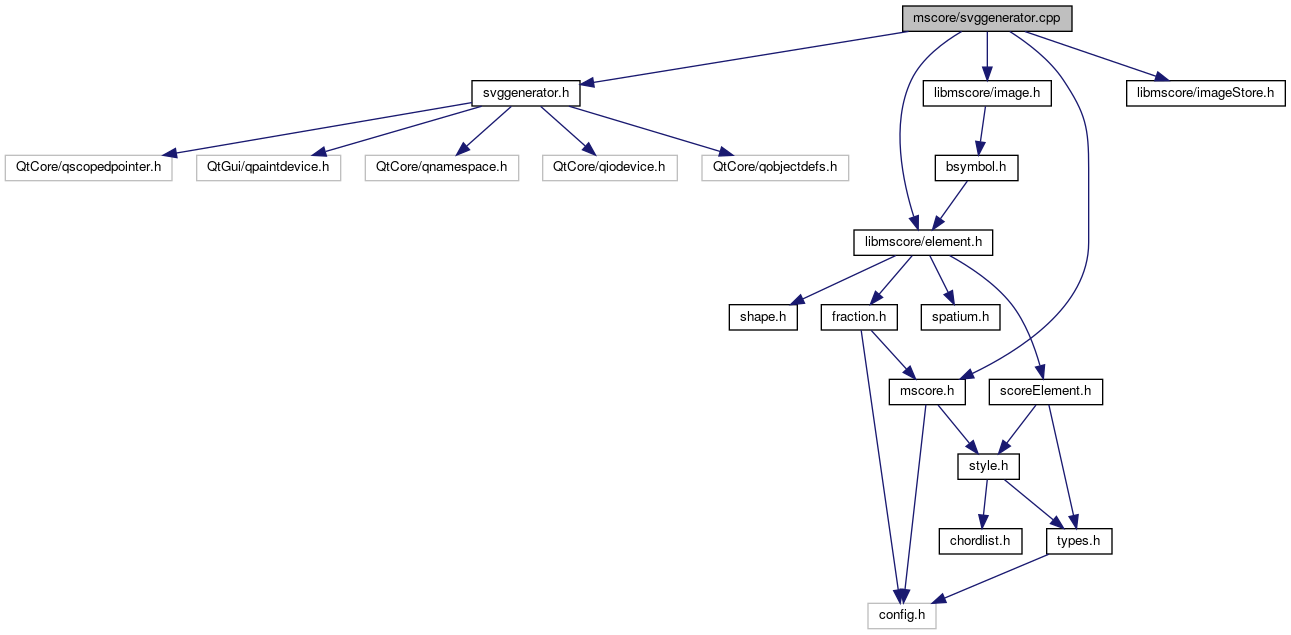 mscore/svggenerator.cpp
svggenerator.h
libmscore/image.h
libmscore/imageStore.h
QtCore/qscopedpointer.h
QtGui/qpaintdevice.h
QtCore/qnamespace.h
QtCore/qiodevice.h
QtCore/qobjectdefs.h
bsymbol.h
libmscore/element.h
shape.h
fraction.h
spatium.h
mscore.h
scoreElement.h
style.h
chordlist.h
types.h
config.h